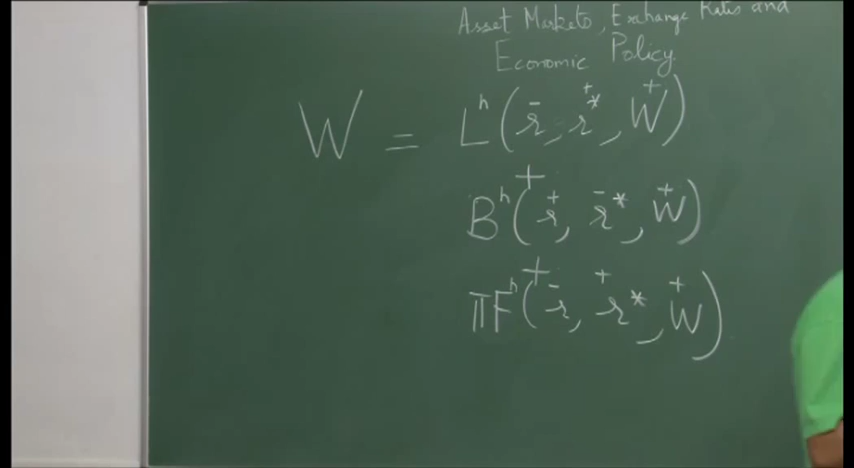 Asset Markets, Exchange Rates and
Economic Policy
W = L^h (r̄, r^+*, W^+)
+
B^h (r^+, r̄*, W^+)
+
πF^h (r̄, r^+*, W^+)